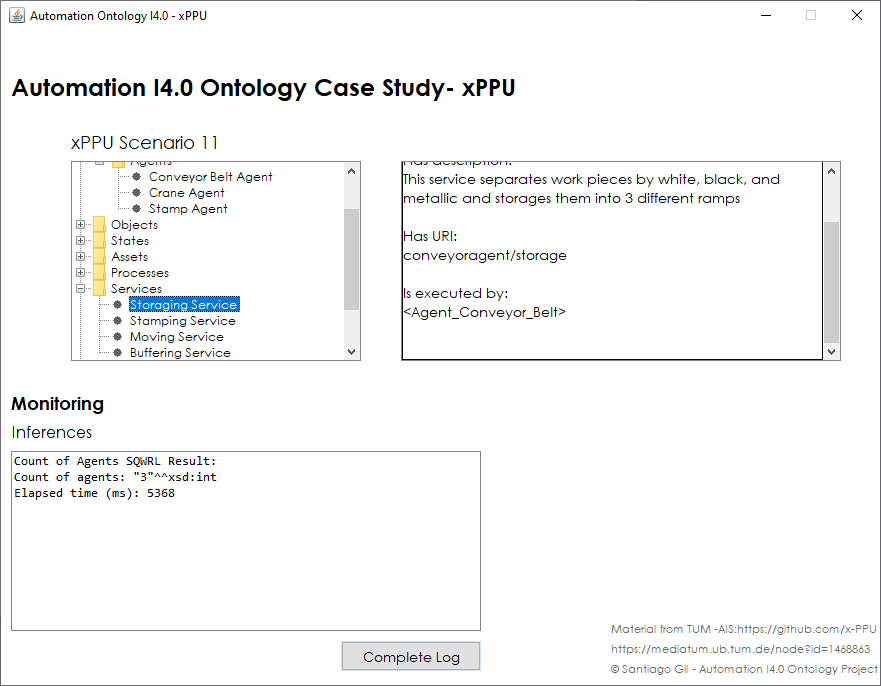 Automation Ontology I4.0 - xPPU
Automation I4.0 Ontology Case Study- xPPU
xPPU Scenario 11
Agents
Conveyor Belt Agent
Crane Agent
Stamp Agent
Objects
States
Assets
Processes
Services
Storaging Service
Stamping Service
Moving Service
Buffering Service
Has description:
This service separates work pieces by white, black, and
metallic and storages them into 3 different ramps
Has URI:
conveyoragent/storage
Is executed by:
<Agent_Conveyor_Belt>
Monitoring
Inferences
Count of Agents SQWRL Result:
Count of agents: "3"^^xsd:int
Elapsed time (ms): 5368
Complete Log
Material from TUM -AIS:https://github.com/x-PPU
https://mediatum.ub.tum.de/node?id=1468863
© Santiago Gil - Automation I4.0 Ontology Project